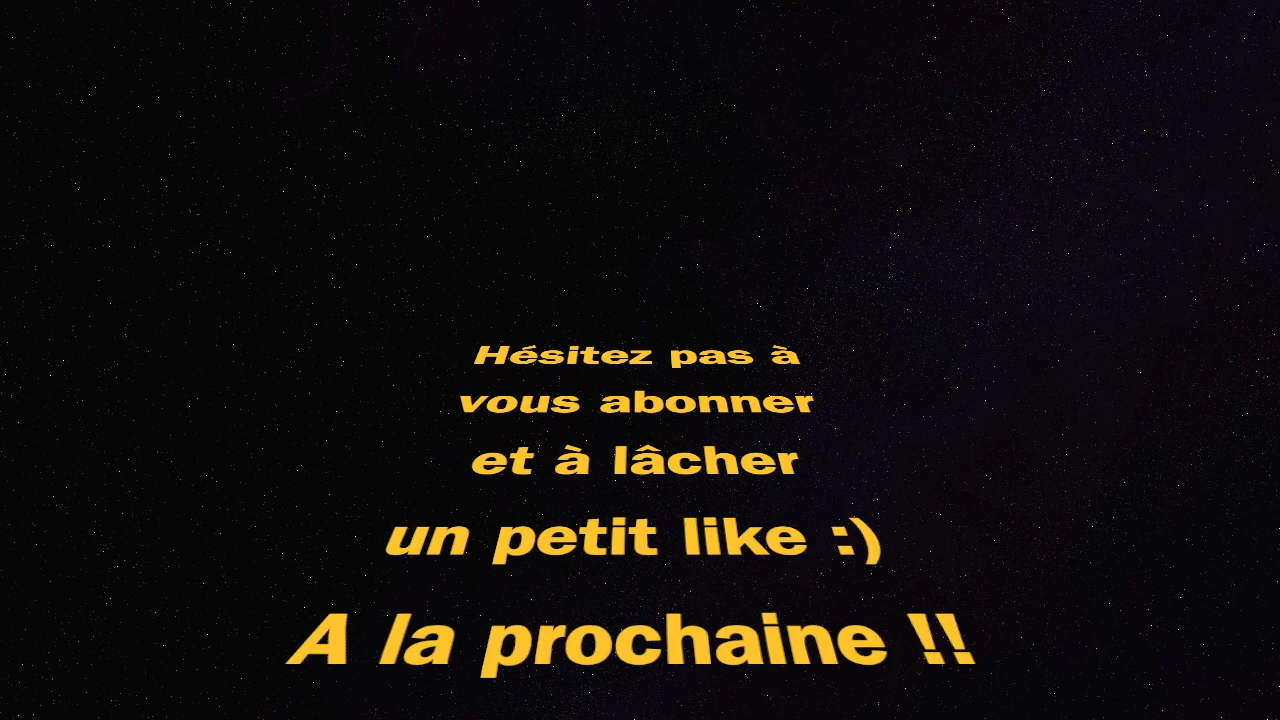 Hésitez pas à
vous abonner
et à lâcher
un petit like :)
A la prochaine !!